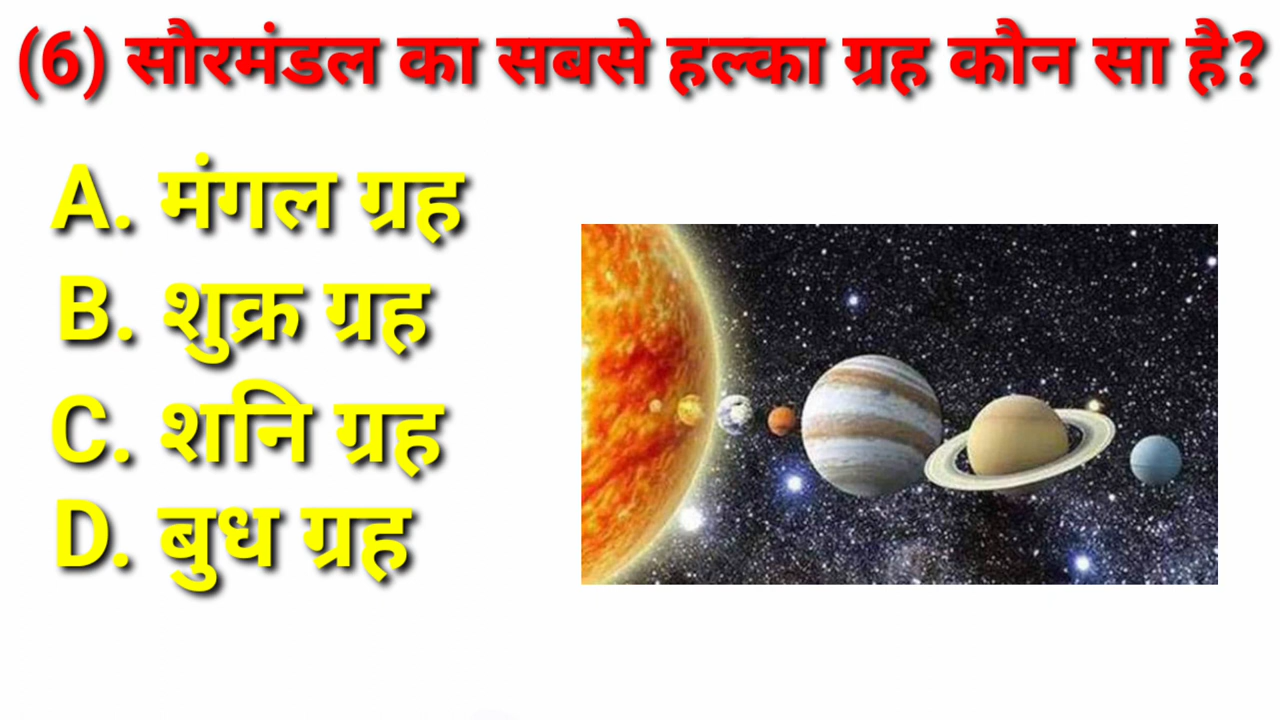 (6) सौरमंडल का सबसे हल्का ग्रह कौन सा है?
A. मंगल ग्रह
B. शुक्र ग्रह
C. शनि ग्रह
D. बुध ग्रह